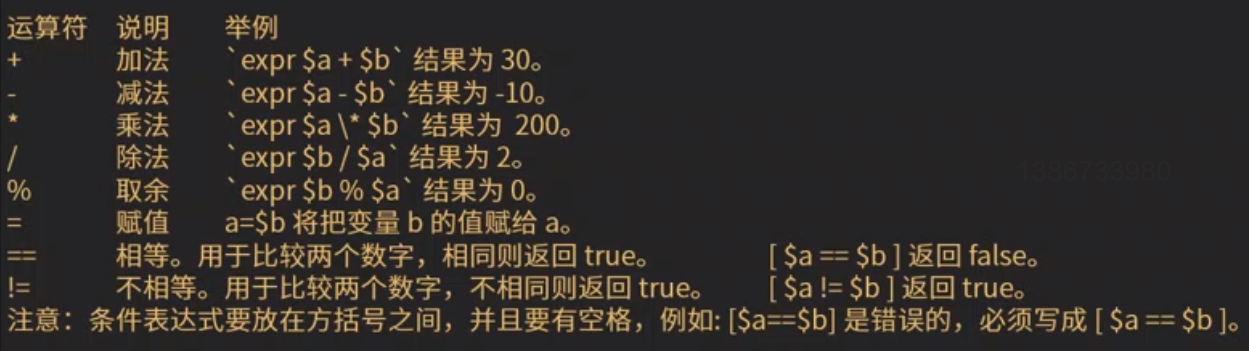 运算符 说明 举例
+ 加法 `expr $a + $b` 结果为 30。
- 减法 `expr $a - $b` 结果为 -10。
* 乘法 `expr $a \* $b` 结果为 200。
/ 除法 `expr $b / $a` 结果为 2。
% 取余 `expr $b % $a` 结果为 0。
= 赋值 a=$b 将把变量 b 的值赋给 a。
== 相等。用于比较两个数字，相同则返回 true。 [ $a == $b ] 返回 false。
!= 不相等。用于比较两个数字，不相同则返回 true。 [ $a != $b ] 返回 true。
注意：条件表达式要放在方括号之间，并且要有空格，例如: [$a==$b] 是错误的，必须写成 [ $a == $b ]。
1386733980